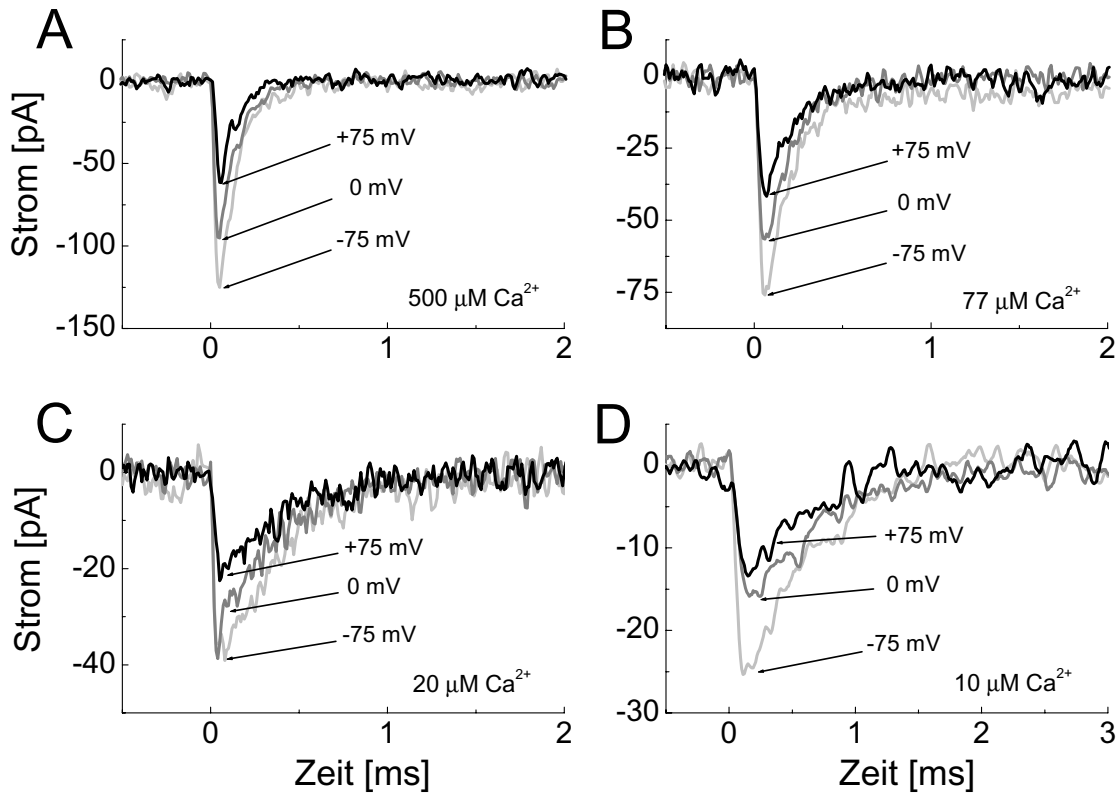 A
0
-50
-100
-150
Strom [pA]
+75 mV
0 mV
-75 mV
500 μM Ca²⁺
0
1
2
B
0
-25
-50
-75
+75 mV
0 mV
-75 mV
77 μM Ca²⁺
0
1
2
C
0
-20
-40
Strom [pA]
+75 mV
0 mV
-75 mV
20 μM Ca²⁺
0
1
2
Zeit [ms]
D
0
-10
-20
-30
+75 mV
0 mV
-75 mV
10 μM Ca²⁺
0
1
2
3
Zeit [ms]